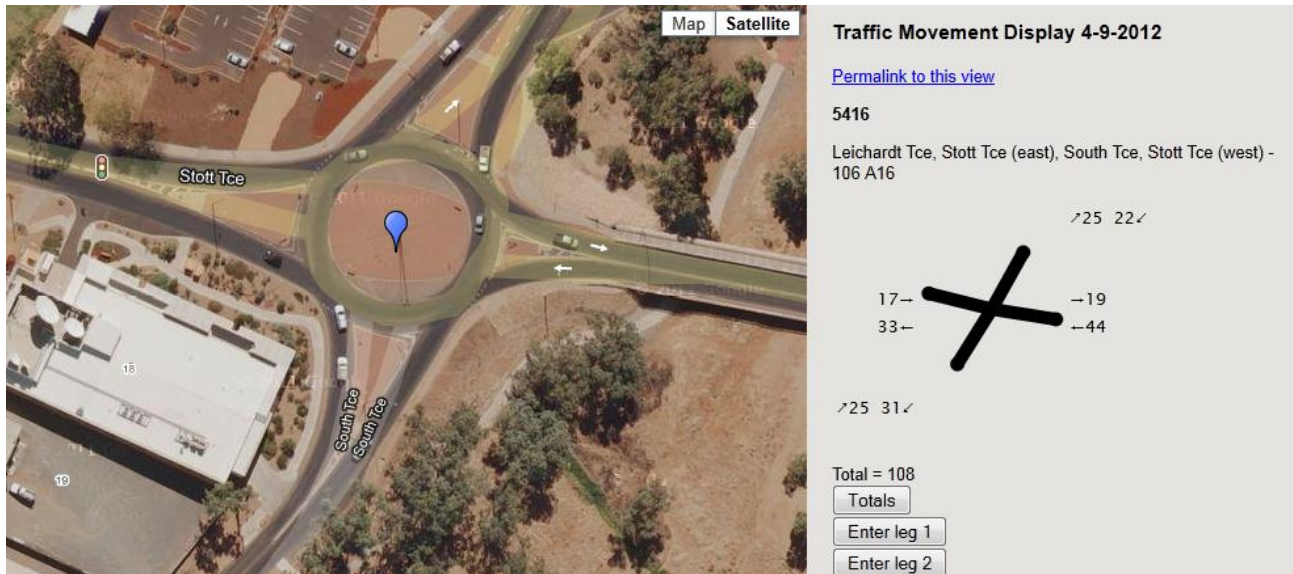 Map Satellite
Stott Tce
South Tce
South Tce
18
19
Traffic Movement Display 4-9-2012
Permalink to this view
5416
Leichardt Tce, Stott Tce (east), South Tce, Stott Tce (west) -
106 A16
↗25 22↙
17→ →19
33← ←44
↗25 31↙
Total = 108
Totals
Enter leg 1
Enter leg 2